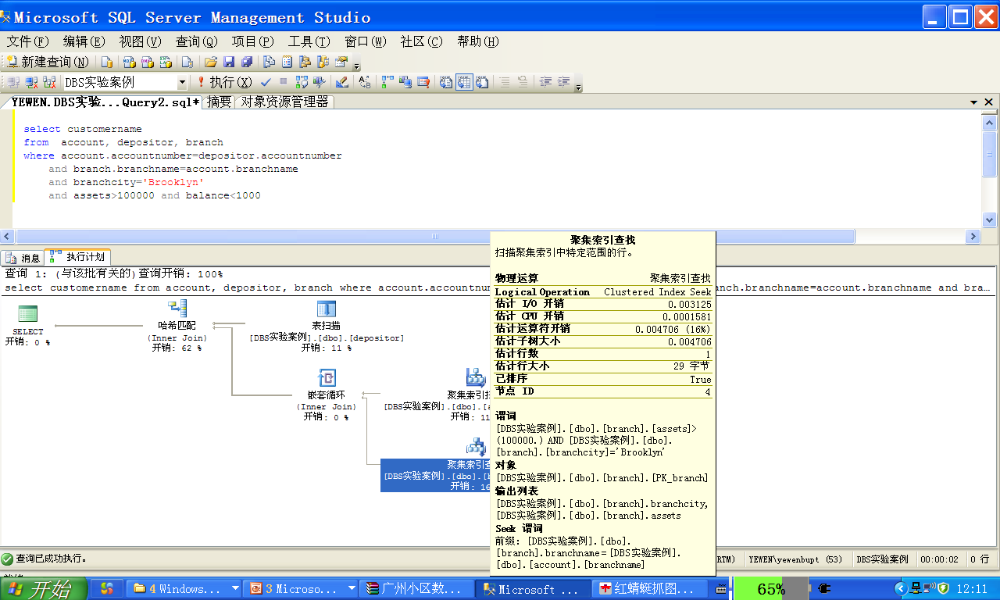 Microsoft SQL Server Management Studio
文件(F) 编辑(E) 视图(V) 查询(Q) 项目(P) 工具(T) 窗口(W) 社区(C) 帮助(H)
新建查询(N)
DBS实验案例 执行(X)
YEWEN.DBS实验...Query2.sql* 摘要 对象资源管理器
select customername
from account, depositor, branch
where account.accountnumber=depositor.accountnumber
and branch.branchname=account.branchname
and branchcity='Brooklyn'
and assets>100000 and balance<1000
消息 执行计划
查询 1: (与该批有关的)查询开销: 100%
select customername from account, depositor, branch where account.accountnu
nch.branchname=account.branchname and bra...
SELECT
开销: 0 %
哈希匹配
(Inner Join)
开销: 62 %
表扫描
[DBS实验案例].[dbo].[depositor]
开销: 11 %
嵌套循环
(Inner Join)
开销: 0 %
聚集索引扫
[DBS实验案例].[dbo].[a
开销: 11
聚集索引查
[DBS实验案例].[dbo].[b
开销: 16
聚集索引查找
扫描聚集索引中特定范围的行。
物理运算 聚集索引查找
Logical Operation Clustered Index Seek
估计 I/O 开销 0.003125
估计 CPU 开销 0.0001581
估计运算符开销 0.004706 (16%)
估计子树大小 0.004706
估计行数 1
估计行大小 29 字节
已排序 True
节点 ID 4
谓词
[DBS实验案例].[dbo].[branch].[assets]>
(100000.) AND [DBS实验案例].[dbo].
[branch].[branchcity]='Brooklyn'
对象
[DBS实验案例].[dbo].[branch].[PK_branch]
输出列表
[DBS实验案例].[dbo].[branch].branchcity,
[DBS实验案例].[dbo].[branch].assets
Seek 谓词
前缀: [DBS实验案例].[dbo].
[branch].branchname=[DBS实验案例].
[dbo].[account].[branchname]
查询已成功执行。
RTM) YEWEN\yewenbupt (53) DBS实验案例 00:00:02 0 行
开始 4 Windows... 3 Microso... 广州小区数... Microsoft ... 红蜻蜓抓图... 65% 12:11